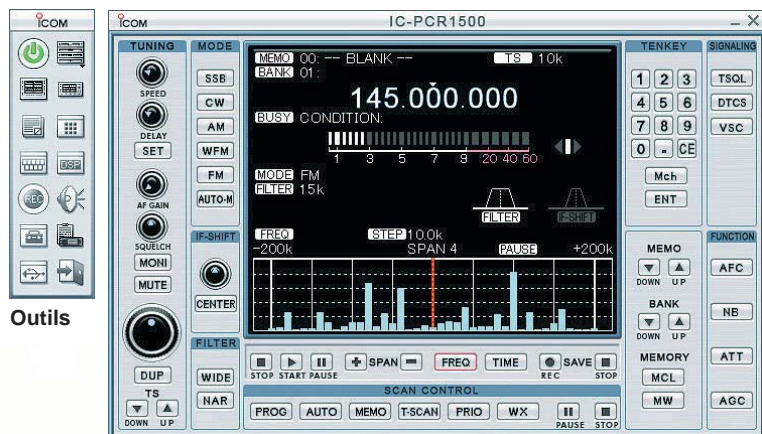 ICOM
DSP
REC
Outils
ICOM
IC-PCR1500
TUNING
SPEED
DELAY
SET
AF GAIN
SQUELCH
MONI
MUTE
DUP
TS
DOWN UP
MODE
SSB
CW
AM
WFM
FM
AUTO-M
IF-SHIFT
CENTER
FILTER
WIDE
NAR
MEMO 00: -- BLANK -- TS 10k
BANK 01:
145.000.000
BUSY CONDITION:
1 3 5 7 9 20 40 60
MODE FM
FILTER 15k
FILTER IF-SHIFT
FREQ STEP 10.0k
-200k SPAN 4 PAUSE +200k
STOP START PAUSE SPAN FREQ TIME REC SAVE STOP
SCAN CONTROL
PROG AUTO MEMO T-SCAN PRIO WX PAUSE STOP
TENKEY
1 2 3
4 5 6
7 8 9
0 . CE
Mch
ENT
MEMO
DOWN UP
BANK
DOWN UP
MEMORY
MCL
MW
SIGNALING
TSQL
DTCS
VSC
FUNCTION
AFC
NB
ATT
AGC